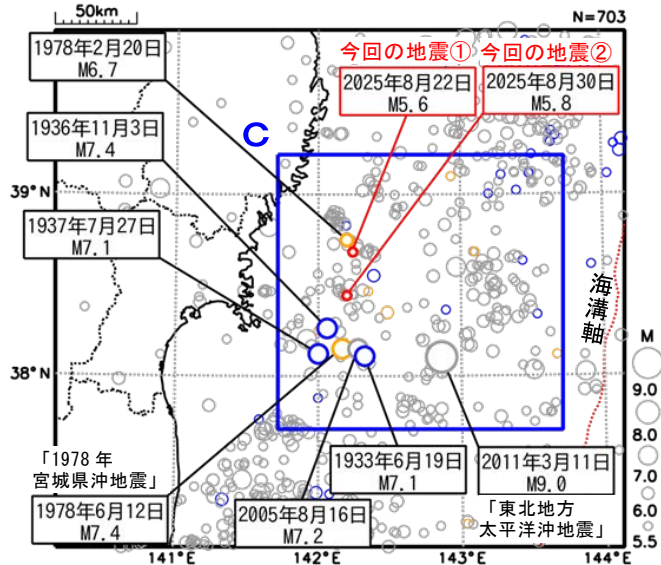 50km
N=703
今回の地震① 今回の地震②
1978年2月20日
M6.7
2025年8月22日
M5.6
2025年8月30日
M5.8
1936年11月3日
M7.4
C
39°N
1937年7月27日
M7.1
海溝軸
M
38°N
9.0
8.0
7.0
6.0
5.5
「1978年
宮城県沖地震」
1978年6月12日
M7.4
2005年8月16日
M7.2
1933年6月19日
M7.1
2011年3月11日
M9.0
「東北地方
太平洋沖地震」
141°E
142°E
143°E
144°E